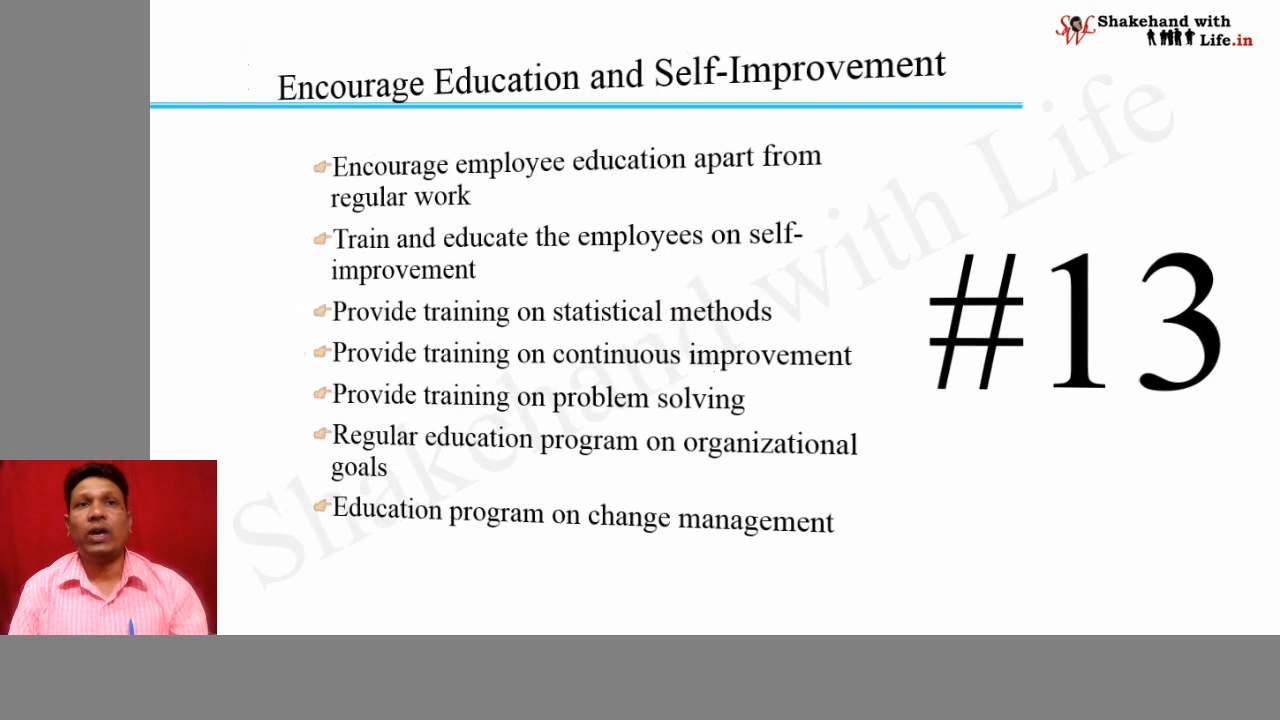 Shakehand with
Life.in
SWL
Encourage Education and Self-Improvement
Encourage employee education apart from
regular work
Train and educate the employees on self-
improvement
Provide training on statistical methods
Provide training on continuous improvement
Provide training on problem solving
Regular education program on organizational
goals
Education program on change management
#13
Shakehand with Life